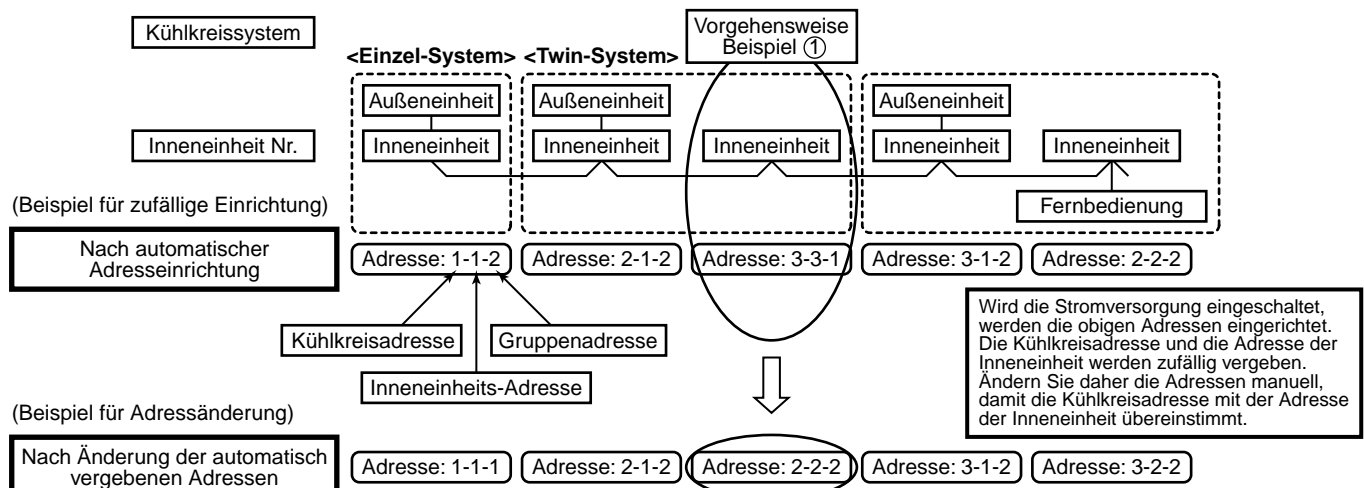 Kühlkreissystem
<Einzel-System> <Twin-System>
Vorgehensweise
Beispiel ①
Außeneinheit
Außeneinheit
Außeneinheit
Inneneinheit Nr.
Inneneinheit
Inneneinheit
Inneneinheit
Inneneinheit
Inneneinheit
Fernbedienung
(Beispiel für zufällige Einrichtung)
Nach automatischer
Adresseinrichtung
Adresse: 1-1-2
Adresse: 2-1-2
Adresse: 3-3-1
Adresse: 3-1-2
Adresse: 2-2-2
Kühlkreisadresse
Gruppenadresse
Inneneinheits-Adresse
Wird die Stromversorgung eingeschaltet,
werden die obigen Adressen eingerichtet.
Die Kühlkreisadresse und die Adresse der
Inneneinheit werden zufällig vergeben.
Ändern Sie daher die Adressen manuell,
damit die Kühlkreisadresse mit der Adresse
der Inneneinheit übereinstimmt.
(Beispiel für Adressänderung)
Nach Änderung der automatisch
vergebenen Adressen
Adresse: 1-1-1
Adresse: 2-1-2
Adresse: 2-2-2
Adresse: 3-1-2
Adresse: 3-2-2